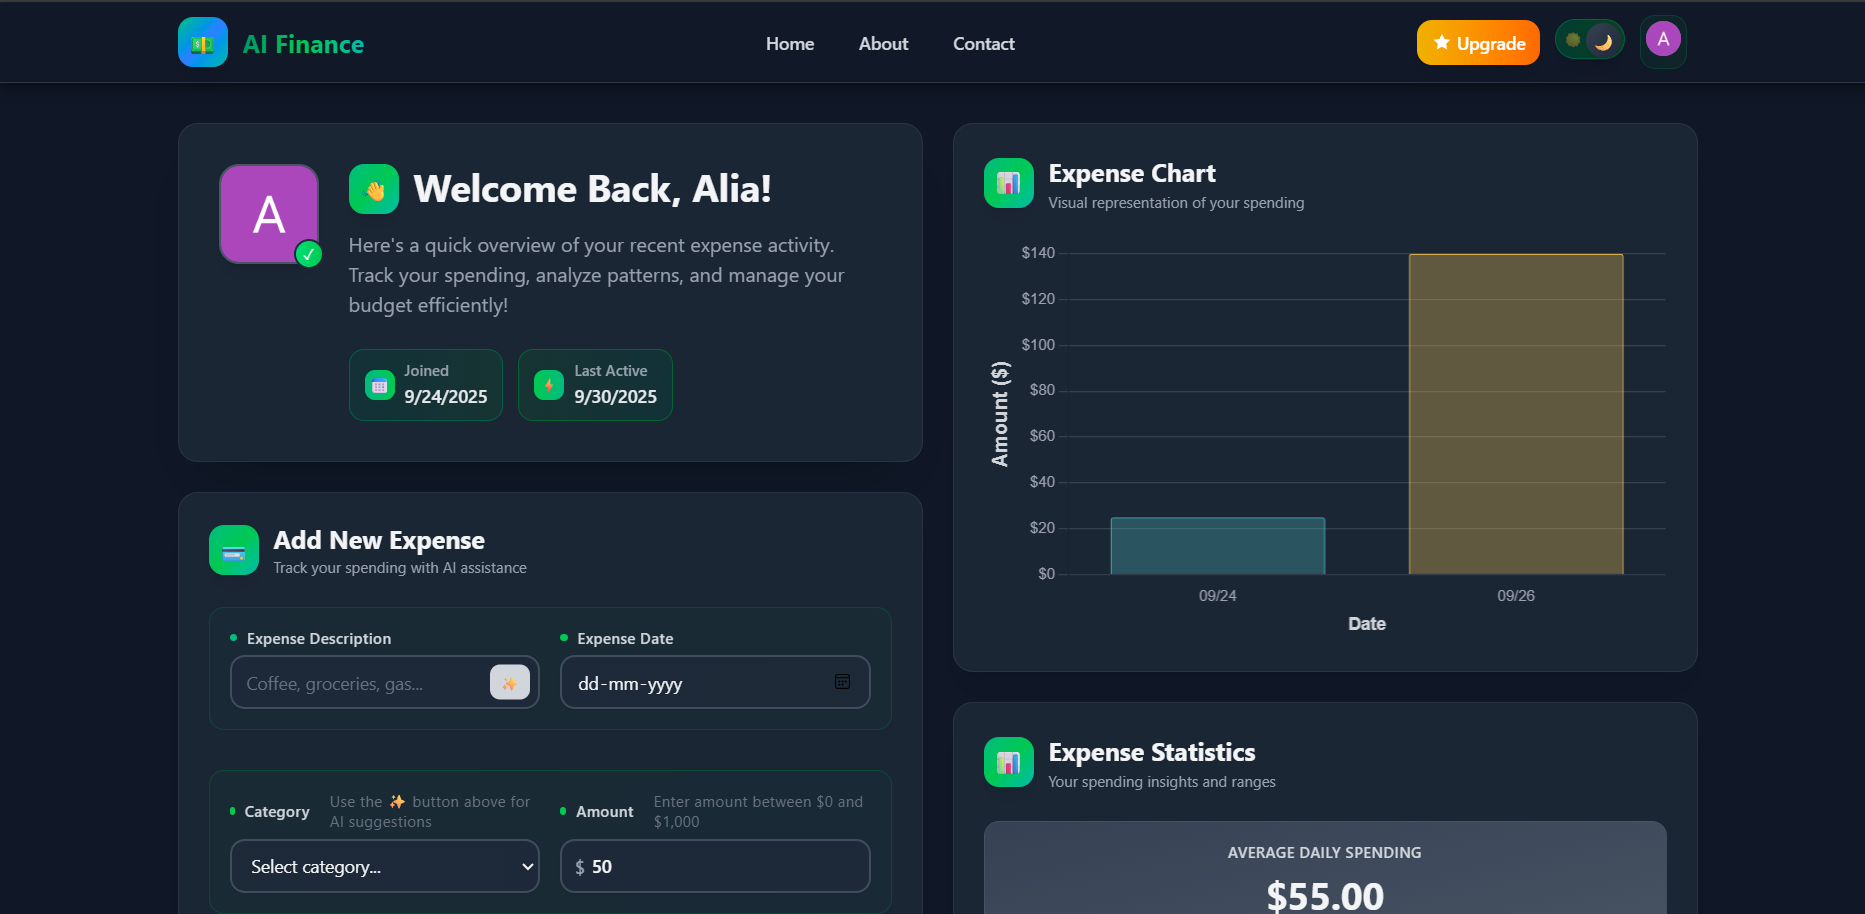 AI Finance
Home
About
Contact
Upgrade
A
A
Welcome Back, Alia!
Here's a quick overview of your recent expense activity.
Track your spending, analyze patterns, and manage your
budget efficiently!
Joined
9/24/2025
Last Active
9/30/2025
Add New Expense
Track your spending with AI assistance
Expense Description
Coffee, groceries, gas...
Expense Date
dd-mm-yyyy
Category
Use the ✨ button above for
AI suggestions
Select category...
Amount
Enter amount between $0 and
$1,000
$ 50
Expense Chart
Visual representation of your spending
$140
$120
$100
$80
$60
$40
$20
$0
Amount ($)
09/24
09/26
Date
Expense Statistics
Your spending insights and ranges
AVERAGE DAILY SPENDING
$55.00